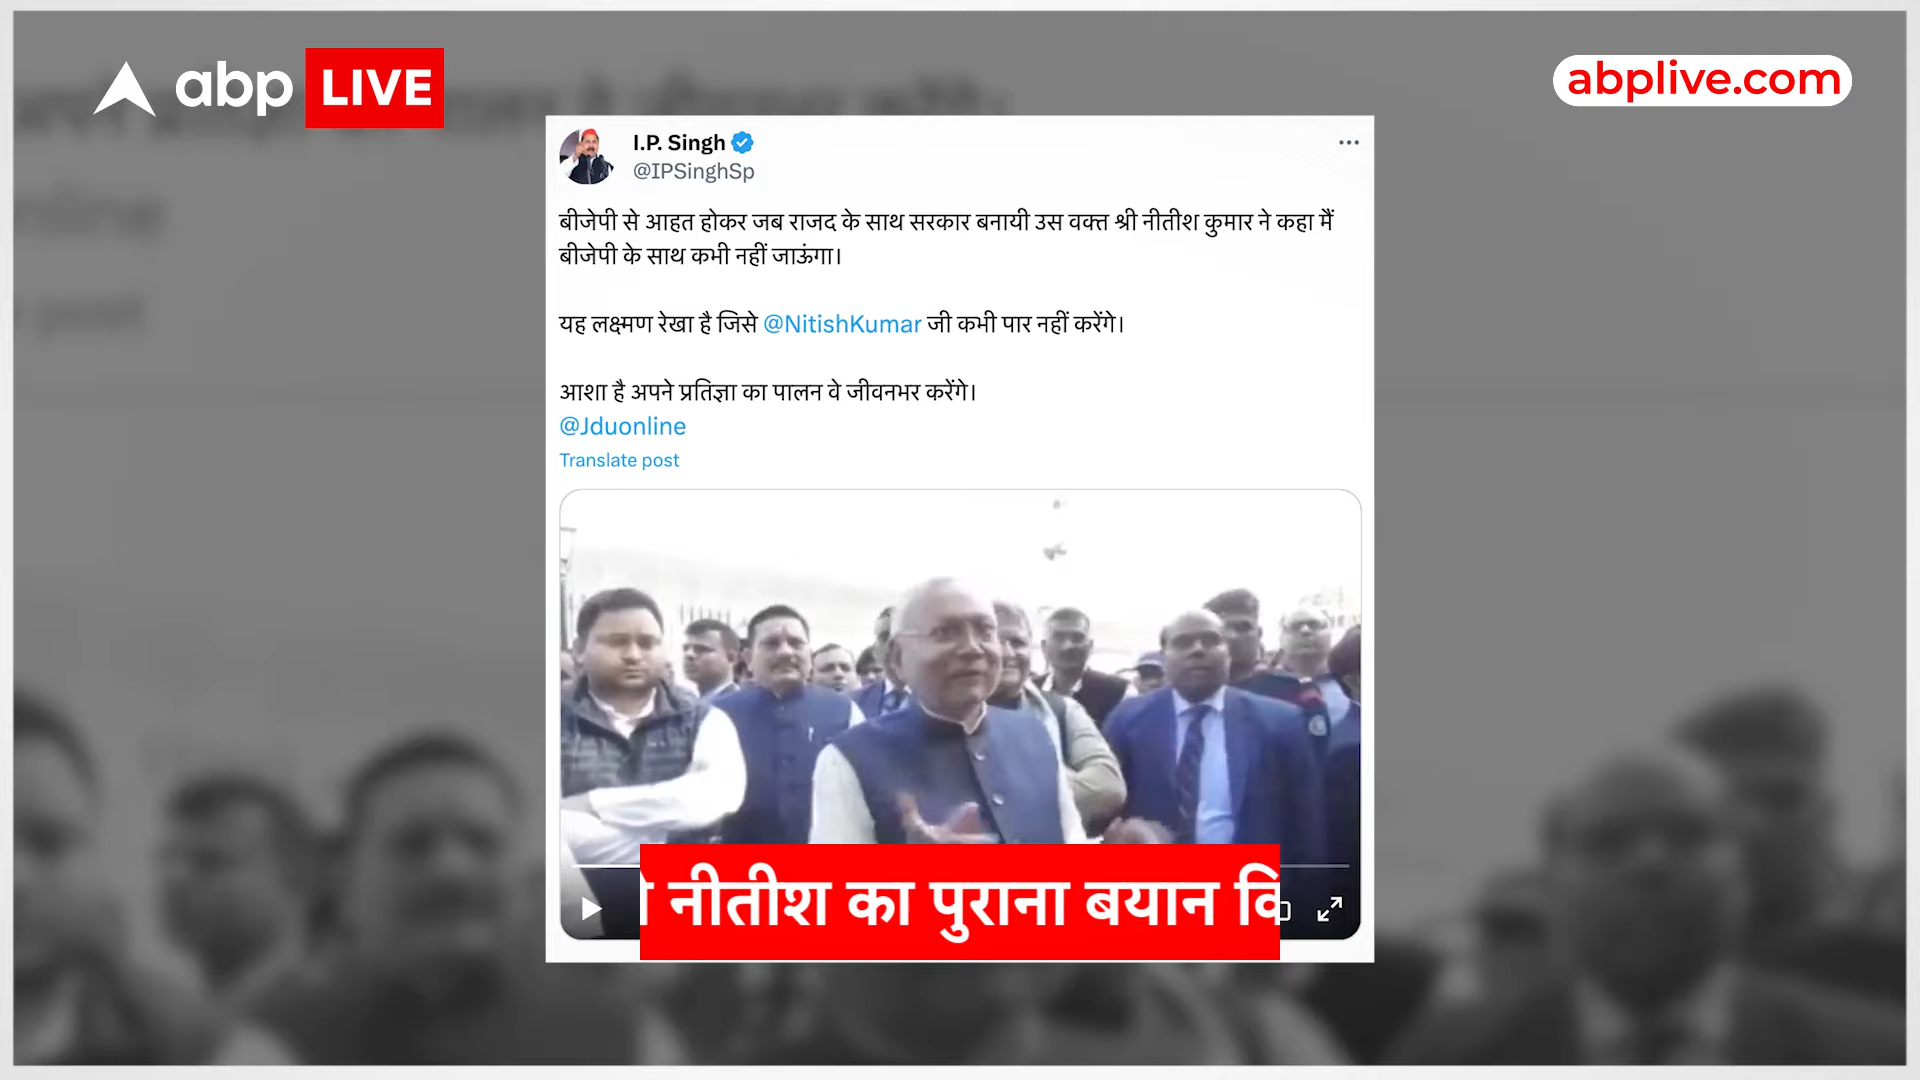 abp LIVE
abplive.com
I.P. Singh
@IPSinghSp
बीजेपी से आहत होकर जब राजद के साथ सरकार बनायी उस वक्त श्री नीतीश कुमार ने कहा मैं
बीजेपी के साथ कभी नहीं जाऊंगा।
यह लक्ष्मण रेखा है जिसे @NitishKumar जी कभी पार नहीं करेंगे।
आशा है अपने प्रतिज्ञा का पालन वे जीवनभर करेंगे।
@Jduonline
Translate post
नीतीश का पुराना बयान